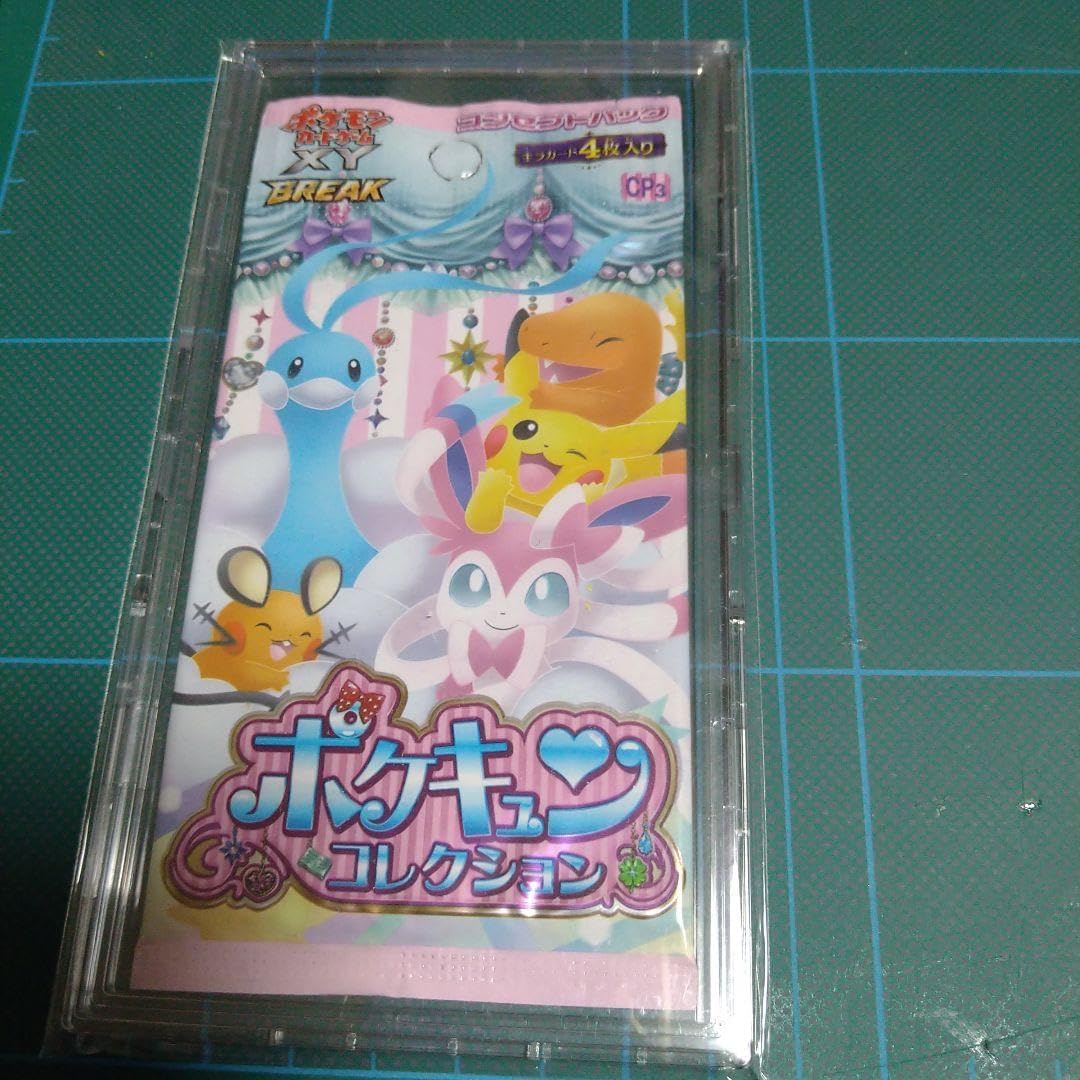 ポケモン
カードゲーム
XY
BREAK
コンセプトパック
キラカード4枚入り
CP3
ポケキュン
コレクション